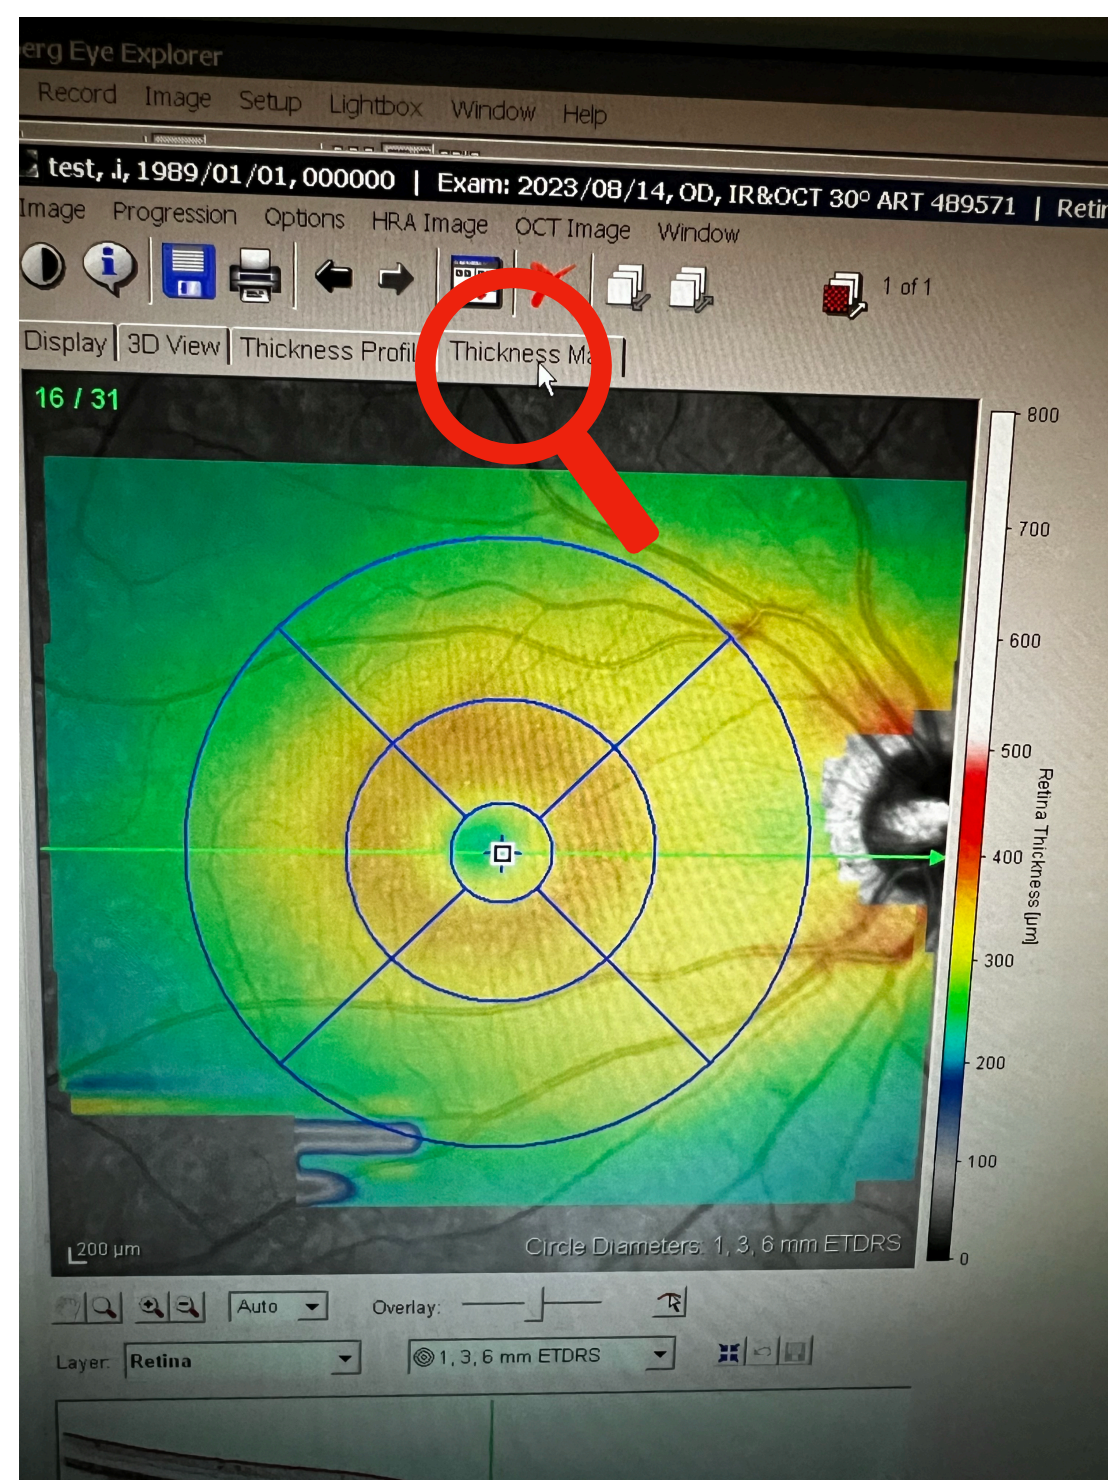 erg Eye Explorer
Record Image Setup Lightbox Window Help
test, .i, 1989/01/01, 000000 | Exam: 2023/08/14, OD, IR&OCT 30° ART 489571 | Retin
Image Progression Options HRA Image OCT Image Window
1 of 1
Display 3D View Thickness Profil Thickness Ma
16 / 31
800
700
600
500
400
300
200
100
0
Retina Thickness [µm]
200 µm
Circle Diameters: 1, 3, 6 mm ETDRS
Auto Overlay:
Layer: Retina 1, 3, 6 mm ETDRS